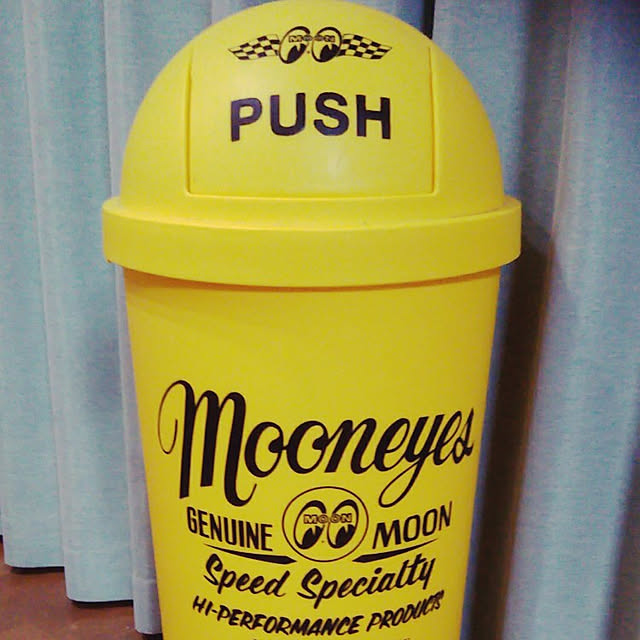 MOON
PUSH
Mooneyes
GENUINE MOON MOON
Speed Specialty
HI-PERFORMANCE PRODUCTS